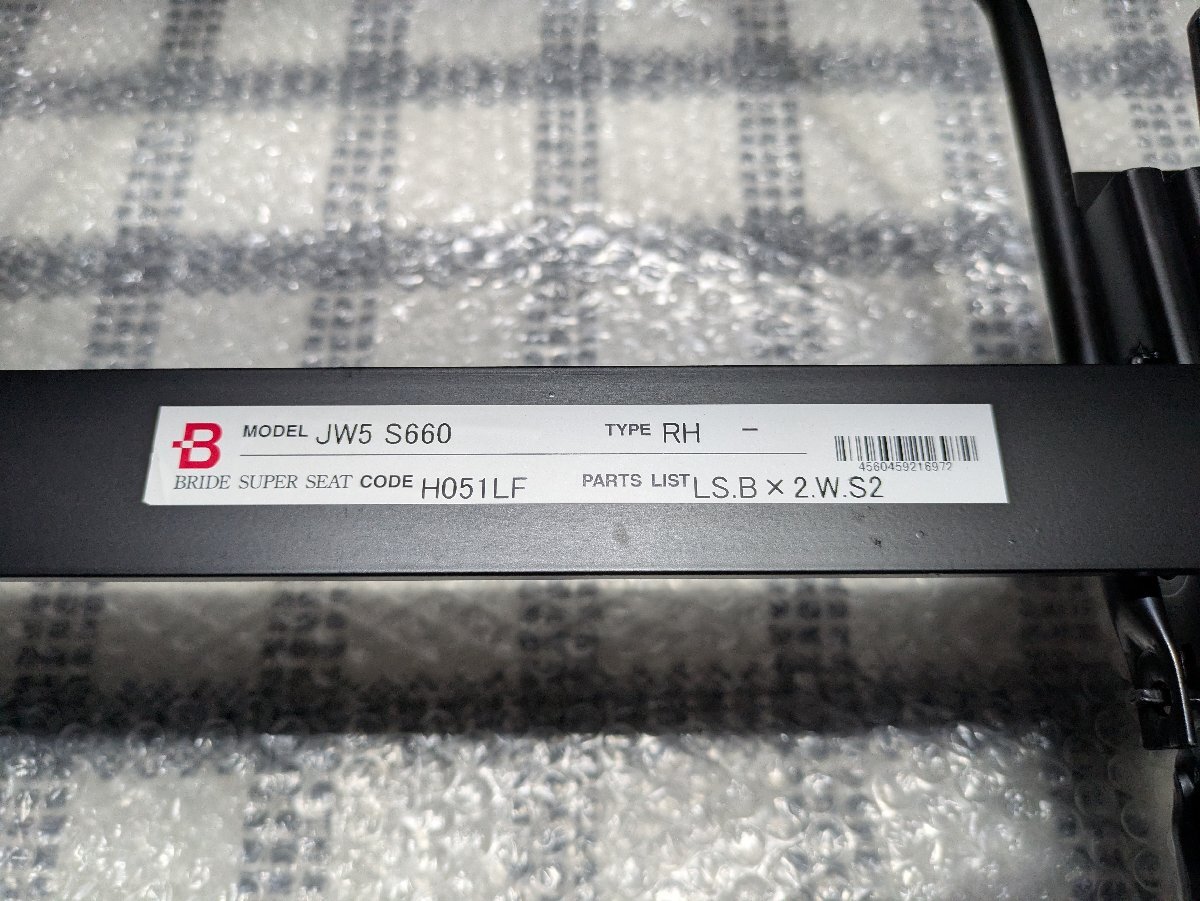 B MODEL JW5 S660 TYPE RH -
BRIDE SUPER SEAT CODE H051LF PARTS LIST LS.B×2.W.S2
4560459216972